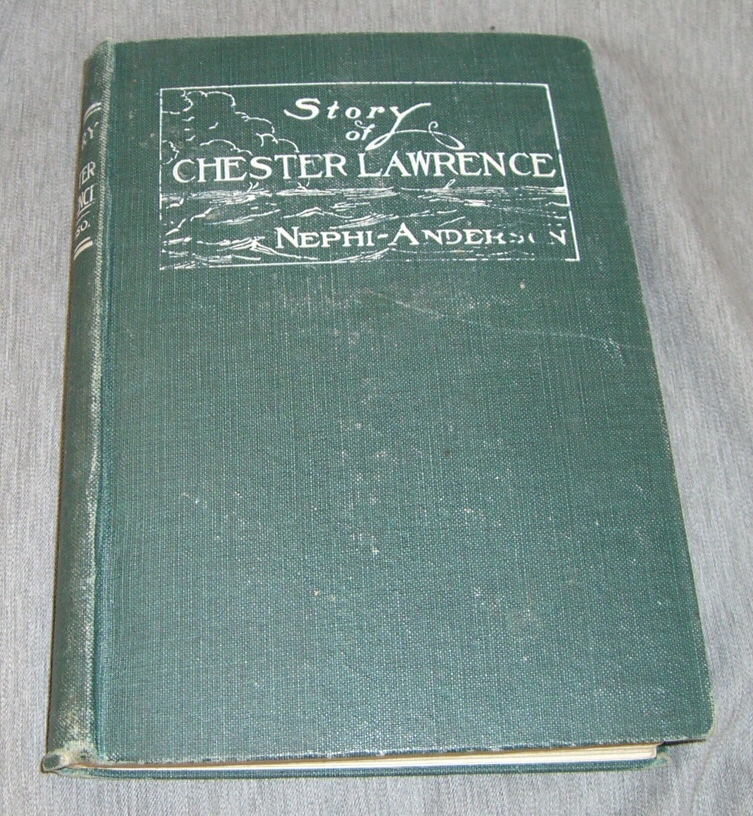 Story
of
CHESTER LAWRENCE
NEPHI-ANDERSON